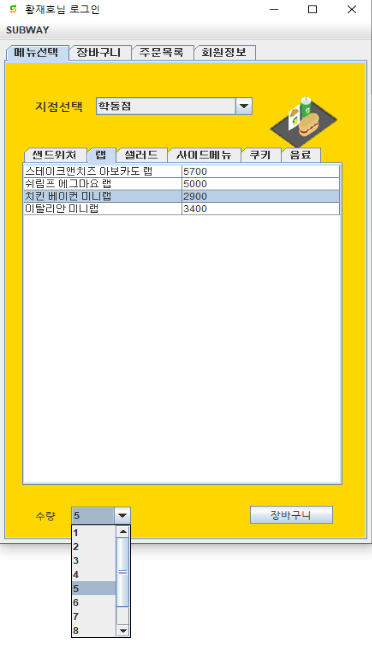 황재호님 로그인
SUBWAY
메뉴선택 장바구니 주문목록 회원정보
지점선택 학동점
샌드위치 랩 샐러드 사이드메뉴 쿠키 음료
스테이크앤치즈 아보카도 랩 5700
쉬림프 에그마요 랩 5000
치킨 베이컨 미니랩 2900
이탈리안 미니랩 3400
수량 5 장바구니
1
2
3
4
5
6
7
8